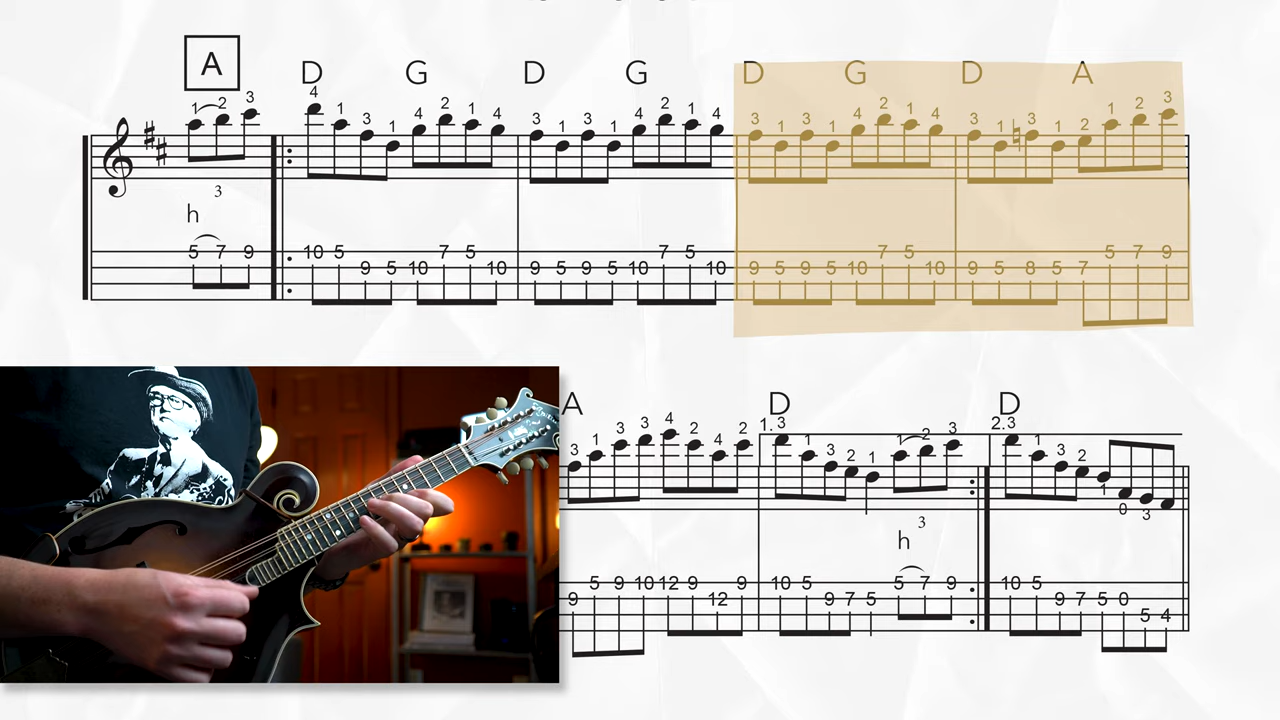 A
D G D G D G D A
4
1 2 3 1 3 1 4 2 1 4 3 1 3 1 4 2 1 4 3 1 3 1 4 2 1 4 3 1 3 1 2 1 2 3
3
h
5 7 9 10 5 7 5 7 5 7 5 5 7 9
9 5 10 10 9 5 9 5 10 10 9 5 9 5 10 10 9 5 8 5 7
A D D
1. 3 2. 3
3 1 3 3 4 2 4 2 1 3 2 1 1 2 3 1 3 2 1 0 3
3
h
5 9 10 12 9 9 10 5 5 7 9 10 5
9 12 9 7 5 9 7 5 0
5 4